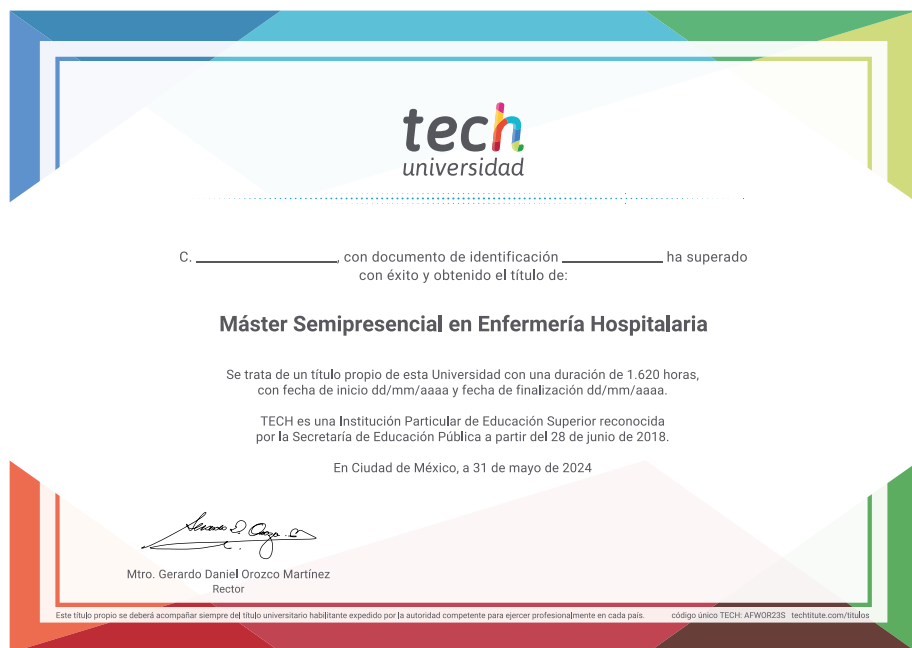 tech
universidad
C. ____________________, con documento de identificación ______________ ha superado
con éxito y obtenido el título de:
Máster Semipresencial en Enfermería Hospitalaria
Se trata de un título propio de esta Universidad con una duración de 1.620 horas,
con fecha de inicio dd/mm/aaaa y fecha de finalización dd/mm/aaaa.
TECH es una Institución Particular de Educación Superior reconocida
por la Secretaría de Educación Pública a partir del 28 de junio de 2018.
En Ciudad de México, a 31 de mayo de 2024
Mtro. Gerardo Daniel Orozco Martínez
Rector
Este título propio se deberá acompañar siempre del título universitario habilitante expedido por la autoridad competente para ejercer profesionalmente en cada país. código único TECH: AFWOR23S techtitute.com/titulos